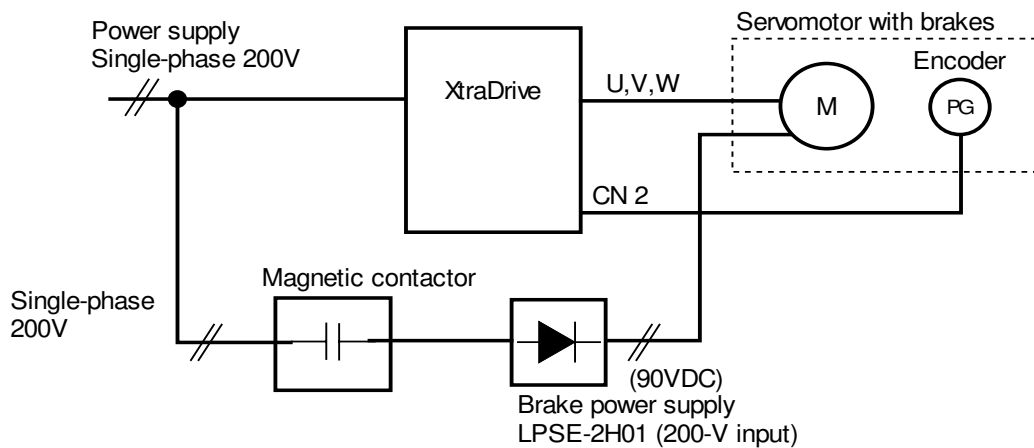 Servomotor with brakes
Power supply
Single-phase 200V
Encoder
XtraDrive
U,V,W
M
PG
CN 2
Magnetic contactor
Single-phase
200V
(90VDC)
Brake power supply
LPSE-2H01 (200-V input)